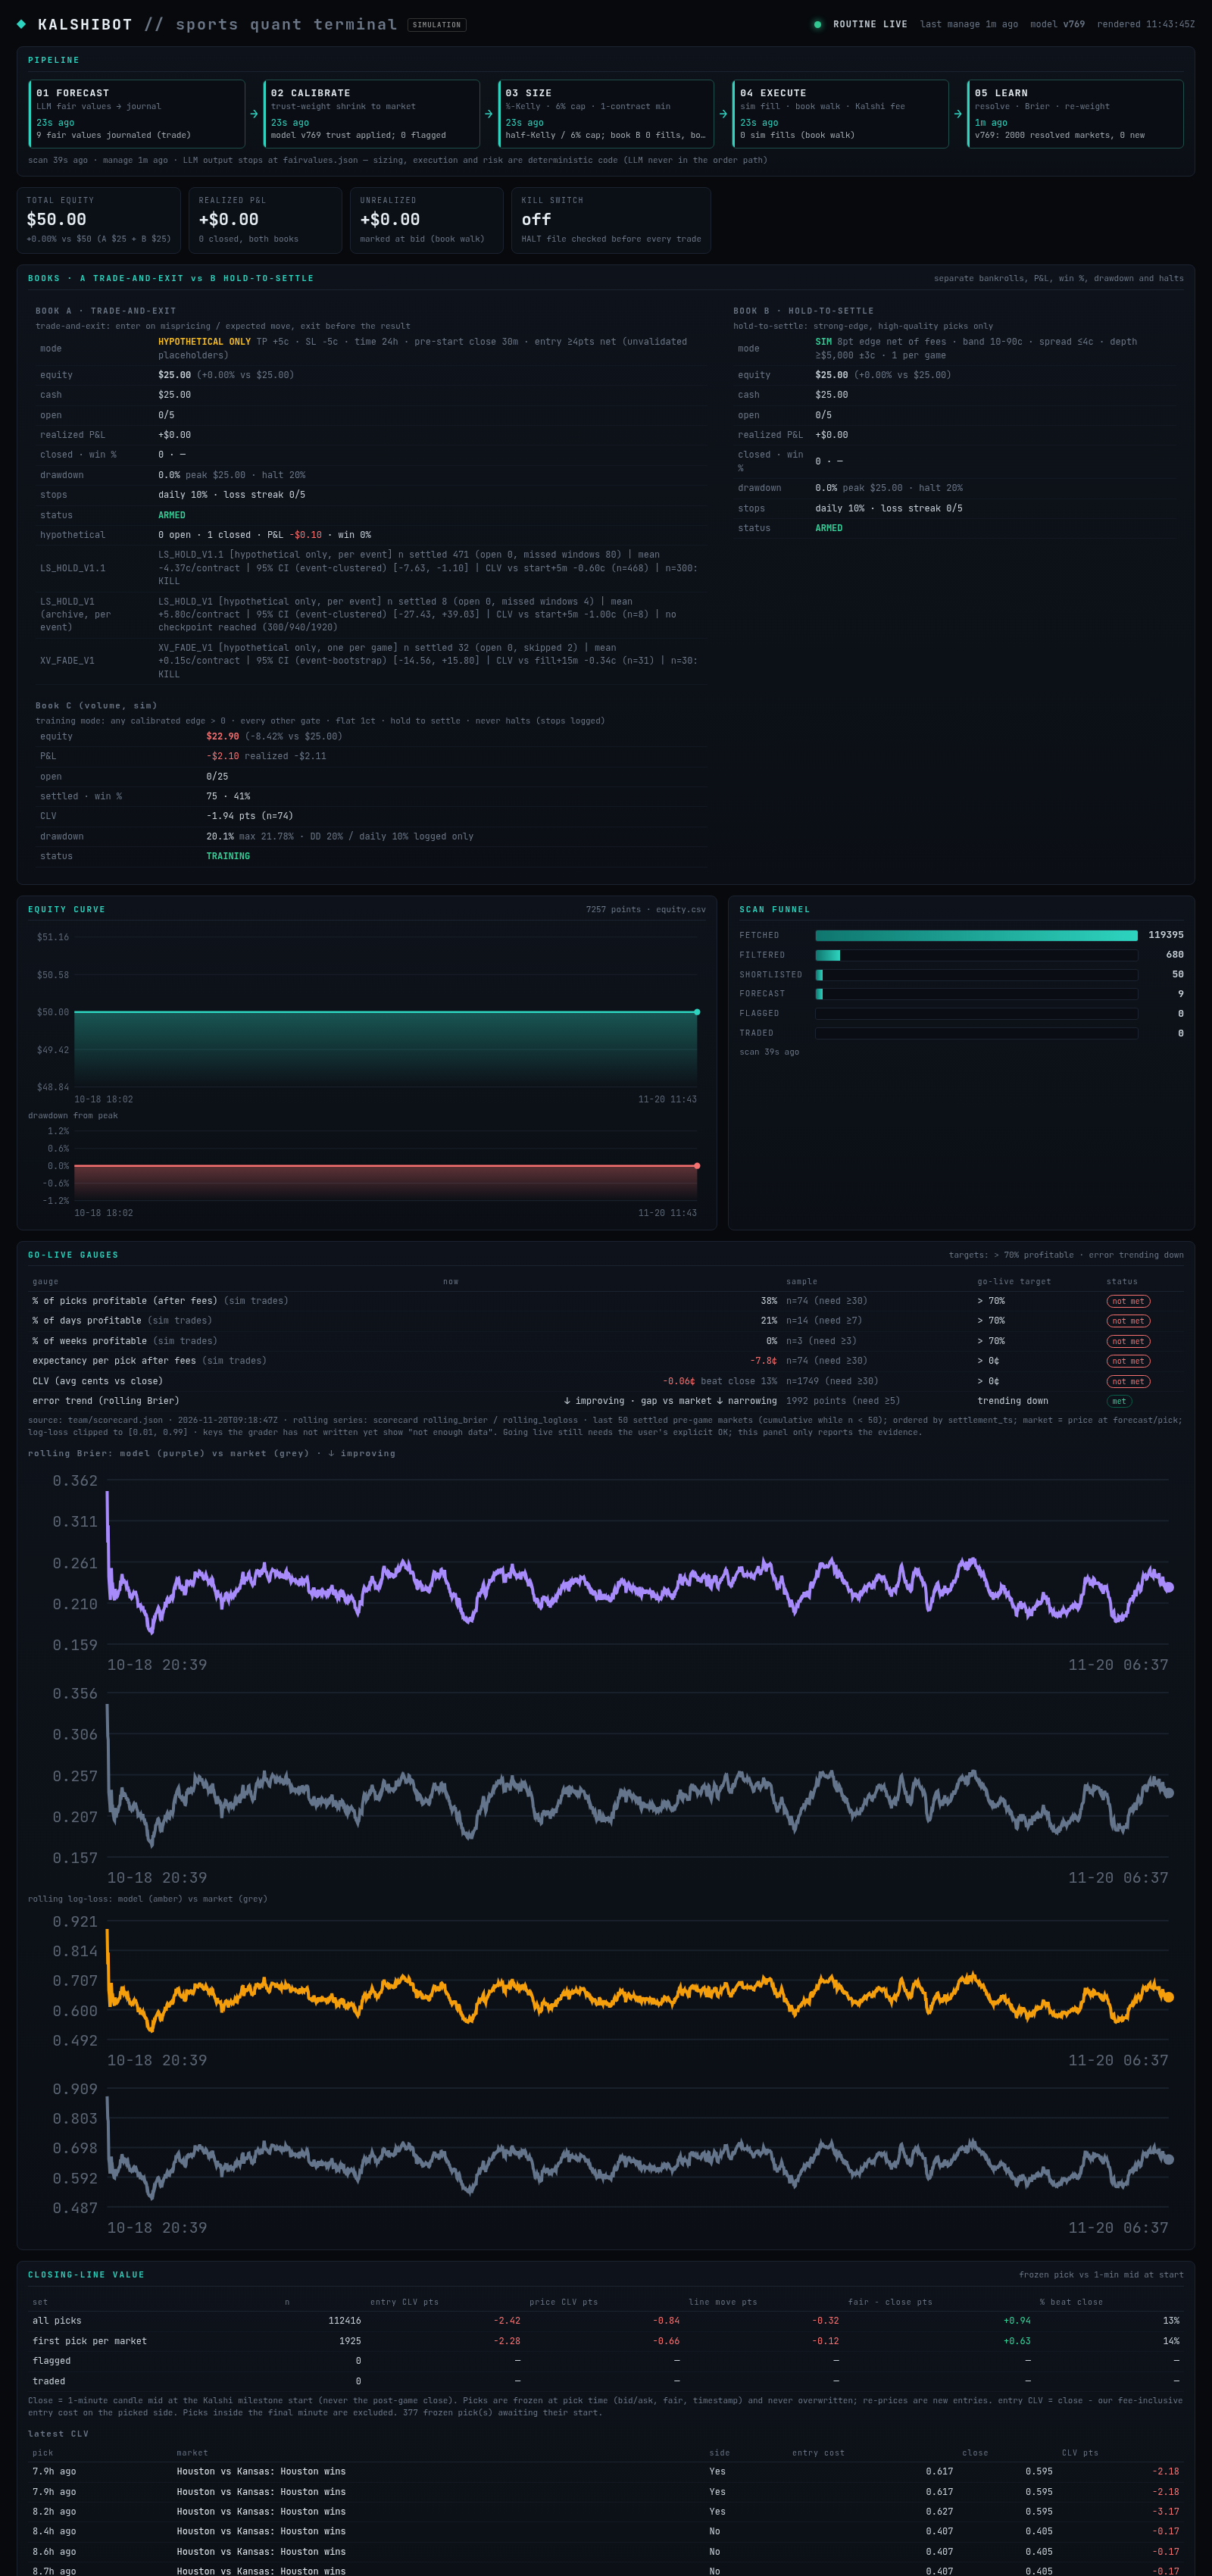 ◆ KALSHIBOT // sports quant terminal SIMULATION
ROUTINE LIVE last manage 1m ago model v769 rendered 11:43:45Z
PIPELINE
01 FORECAST
LLM fair values → journal
23s ago
9 fair values journaled (trade)
→
02 CALIBRATE
trust-weight shrink to market
23s ago
model v769 trust applied; 0 flagged
→
03 SIZE
½-Kelly · 6% cap · 1-contract min
23s ago
half-Kelly / 6% cap; book B 0 fills, bo…
→
04 EXECUTE
sim fill · book walk · Kalshi fee
23s ago
0 sim fills (book walk)
→
05 LEARN
resolve · Brier · re-weight
1m ago
v769: 2000 resolved markets, 0 new
scan 39s ago · manage 1m ago · LLM output stops at fairvalues.json — sizing, execution and risk are deterministic code (LLM never in the order path)
TOTAL EQUITY
$50.00
+0.00% vs $50 (A $25 + B $25)
REALIZED P&L
+$0.00
0 closed, both books
UNREALIZED
+$0.00
marked at bid (book walk)
KILL SWITCH
off
HALT file checked before every trade
BOOKS · A TRADE-AND-EXIT vs B HOLD-TO-SETTLE
separate bankrolls, P&L, win %, drawdown and halts
BOOK A · TRADE-AND-EXIT
trade-and-exit: enter on mispricing / expected move, exit before the result
mode HYPOTHETICAL ONLY TP +5c · SL -5c · time 24h · pre-start close 30m · entry ≥4pts net (unvalidated
placeholders)
equity $25.00 (+0.00% vs $25.00)
cash $25.00
open 0/5
realized P&L +$0.00
closed · win % 0 · —
drawdown 0.0% peak $25.00 · halt 20%
stops daily 10% · loss streak 0/5
status ARMED
hypothetical 0 open · 1 closed · P&L -$0.10 · win 0%
LS_HOLD_V1.1 LS_HOLD_V1.1 [hypothetical only, per event] n settled 471 (open 0, missed windows 80) | mean
-4.37c/contract | 95% CI (event-clustered) [-7.63, -1.10] | CLV vs start+5m -0.60c (n=468) | n=300:
KILL
LS_HOLD_V1 (archive, per event) LS_HOLD_V1 [hypothetical only, per event] n settled 8 (open 0, missed windows 4) | mean
+5.80c/contract | 95% CI (event-clustered) [-27.43, +39.03] | CLV vs start+5m -1.00c (n=8) | no
checkpoint reached (300/940/1920)
XV_FADE_V1 XV_FADE_V1 [hypothetical only, one per game] n settled 32 (open 0, skipped 2) | mean
+0.15c/contract | 95% CI (event-bootstrap) [-14.56, +15.80] | CLV vs fill+15m -0.34c (n=31) | n=30:
KILL
BOOK B · HOLD-TO-SETTLE
hold-to-settle: strong-edge, high-quality picks only
mode SIM 8pt edge net of fees · band 10-90c · spread ≤4c · depth
≥$5,000 ±3c · 1 per game
equity $25.00 (+0.00% vs $25.00)
cash $25.00
open 0/5
realized P&L +$0.00
closed · win % 0 · —
drawdown 0.0% peak $25.00 · halt 20%
stops daily 10% · loss streak 0/5
status ARMED
Book C (volume, sim)
training mode: any calibrated edge > 0 · every other gate · flat 1ct · hold to settle · never halts (stops logged)
equity $22.90 (-8.42% vs $25.00)
P&L -$2.10 realized -$2.11
open 0/25
settled · win % 75 · 41%
CLV -1.94 pts (n=74)
drawdown 20.1% max 21.78% · DD 20% / daily 10% logged only
status TRAINING
EQUITY CURVE
7257 points · equity.csv
$51.16
$50.58
$50.00
$49.42
$48.84
10-18 18:02 11-20 11:43
drawdown from peak
1.2%
0.6%
0.0%
-0.6%
-1.2%
10-18 18:02 11-20 11:43
SCAN FUNNEL
FETCHED 119395
FILTERED 680
SHORTLISTED 50
FORECAST 9
FLAGGED 0
TRADED 0
scan 39s ago
GO-LIVE GAUGES
targets: > 70% profitable · error trending down
gauge now sample go-live target status
% of picks profitable (after fees) (sim trades) 38% n=74 (need ≥30) > 70% not met
% of days profitable (sim trades) 21% n=14 (need ≥7) > 70% not met
% of weeks profitable (sim trades) 0% n=3 (need ≥3) > 70% not met
expectancy per pick after fees (sim trades) -7.8¢ n=74 (need ≥30) > 0¢ not met
CLV (avg cents vs close) -0.06¢ beat close 13% n=1749 (need ≥30) > 0¢ not met
error trend (rolling Brier) ↓ improving · gap vs market ↓ narrowing 1992 points (need ≥5) trending down met
source: team/scorecard.json · 2026-11-20T09:18:47Z · rolling series: scorecard rolling_brier / rolling_logloss · last 50 settled pre-game markets (cumulative while n < 50); ordered by settlement_ts; market = price at forecast/pick;
log-loss clipped to [0.01, 0.99] · keys the grader has not written yet show "not enough data". Going live still needs the user's explicit OK; this panel only reports the evidence.
rolling Brier: model (purple) vs market (grey) · ↓ improving
0.362
0.311
0.261
0.210
0.159
10-18 20:39 11-20 06:37
0.356
0.306
0.257
0.207
0.157
10-18 20:39 11-20 06:37
rolling log-loss: model (amber) vs market (grey)
0.921
0.814
0.707
0.600
0.492
10-18 20:39 11-20 06:37
0.909
0.803
0.698
0.592
0.487
10-18 20:39 11-20 06:37
CLOSING-LINE VALUE
frozen pick vs 1-min mid at start
set n entry CLV pts price CLV pts line move pts fair - close pts % beat close
all picks 112416 -2.42 -0.84 -0.32 +0.94 13%
first pick per market 1925 -2.28 -0.66 -0.12 +0.63 14%
flagged 0 — — — — —
traded 0 — — — — —
Close = 1-minute candle mid at the Kalshi milestone start (never the post-game close). Picks are frozen at pick time (bid/ask, fair, timestamp) and never overwritten; re-prices are new entries. entry CLV = close - our fee-inclusive
entry cost on the picked side. Picks inside the final minute are excluded. 377 frozen pick(s) awaiting their start.
latest CLV
pick market side entry cost close CLV pts
7.9h ago Houston vs Kansas: Houston wins Yes 0.617 0.595 -2.18
7.9h ago Houston vs Kansas: Houston wins Yes 0.617 0.595 -2.18
8.2h ago Houston vs Kansas: Houston wins Yes 0.627 0.595 -3.17
8.4h ago Houston vs Kansas: Houston wins No 0.407 0.405 -0.17
8.6h ago Houston vs Kansas: Houston wins No 0.407 0.405 -0.17
8.7h ago Houston vs Kansas: Houston wins No 0.407 0.405 -0.17